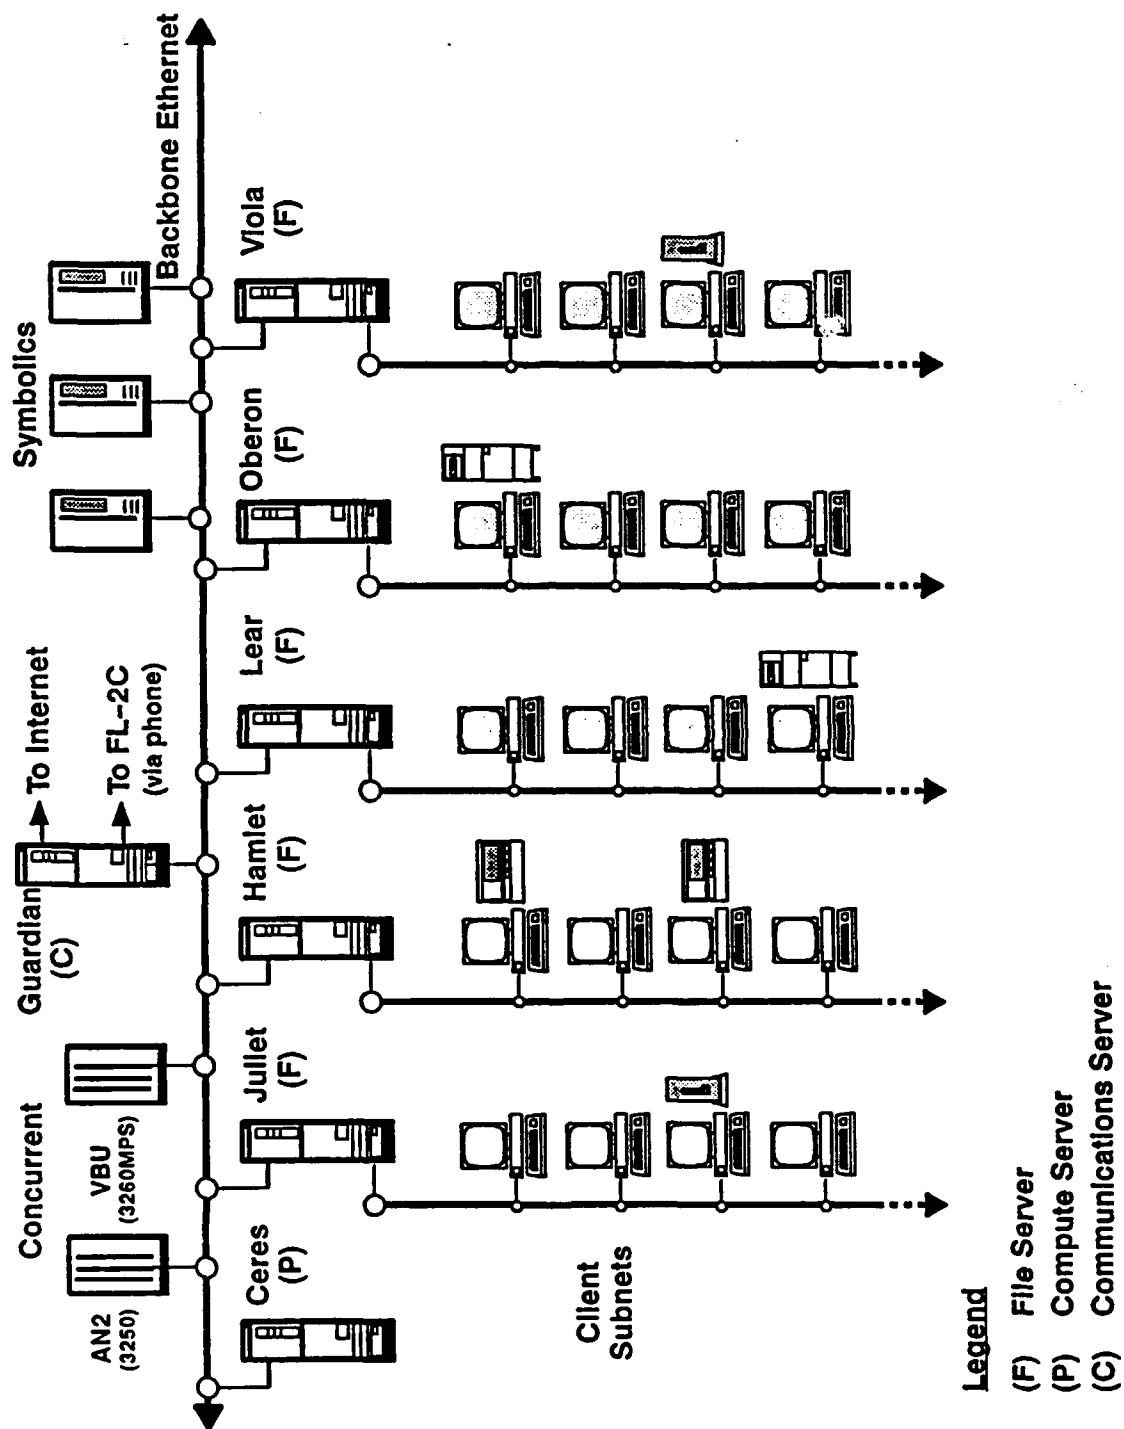 Concurrent
Symbolics
AN2
(3250)
VBU
(3260MPS)
Guardian
(C)
To Internet
To FL-2C
(via phone)
Backbone Ethernet
Ceres
(P)
Juliet
(F)
Hamlet
(F)
Lear
(F)
Oberon
(F)
Viola
(F)
Client
Subnets
Legend
(F) File Server
(P) Compute Server
(C) Communications Server